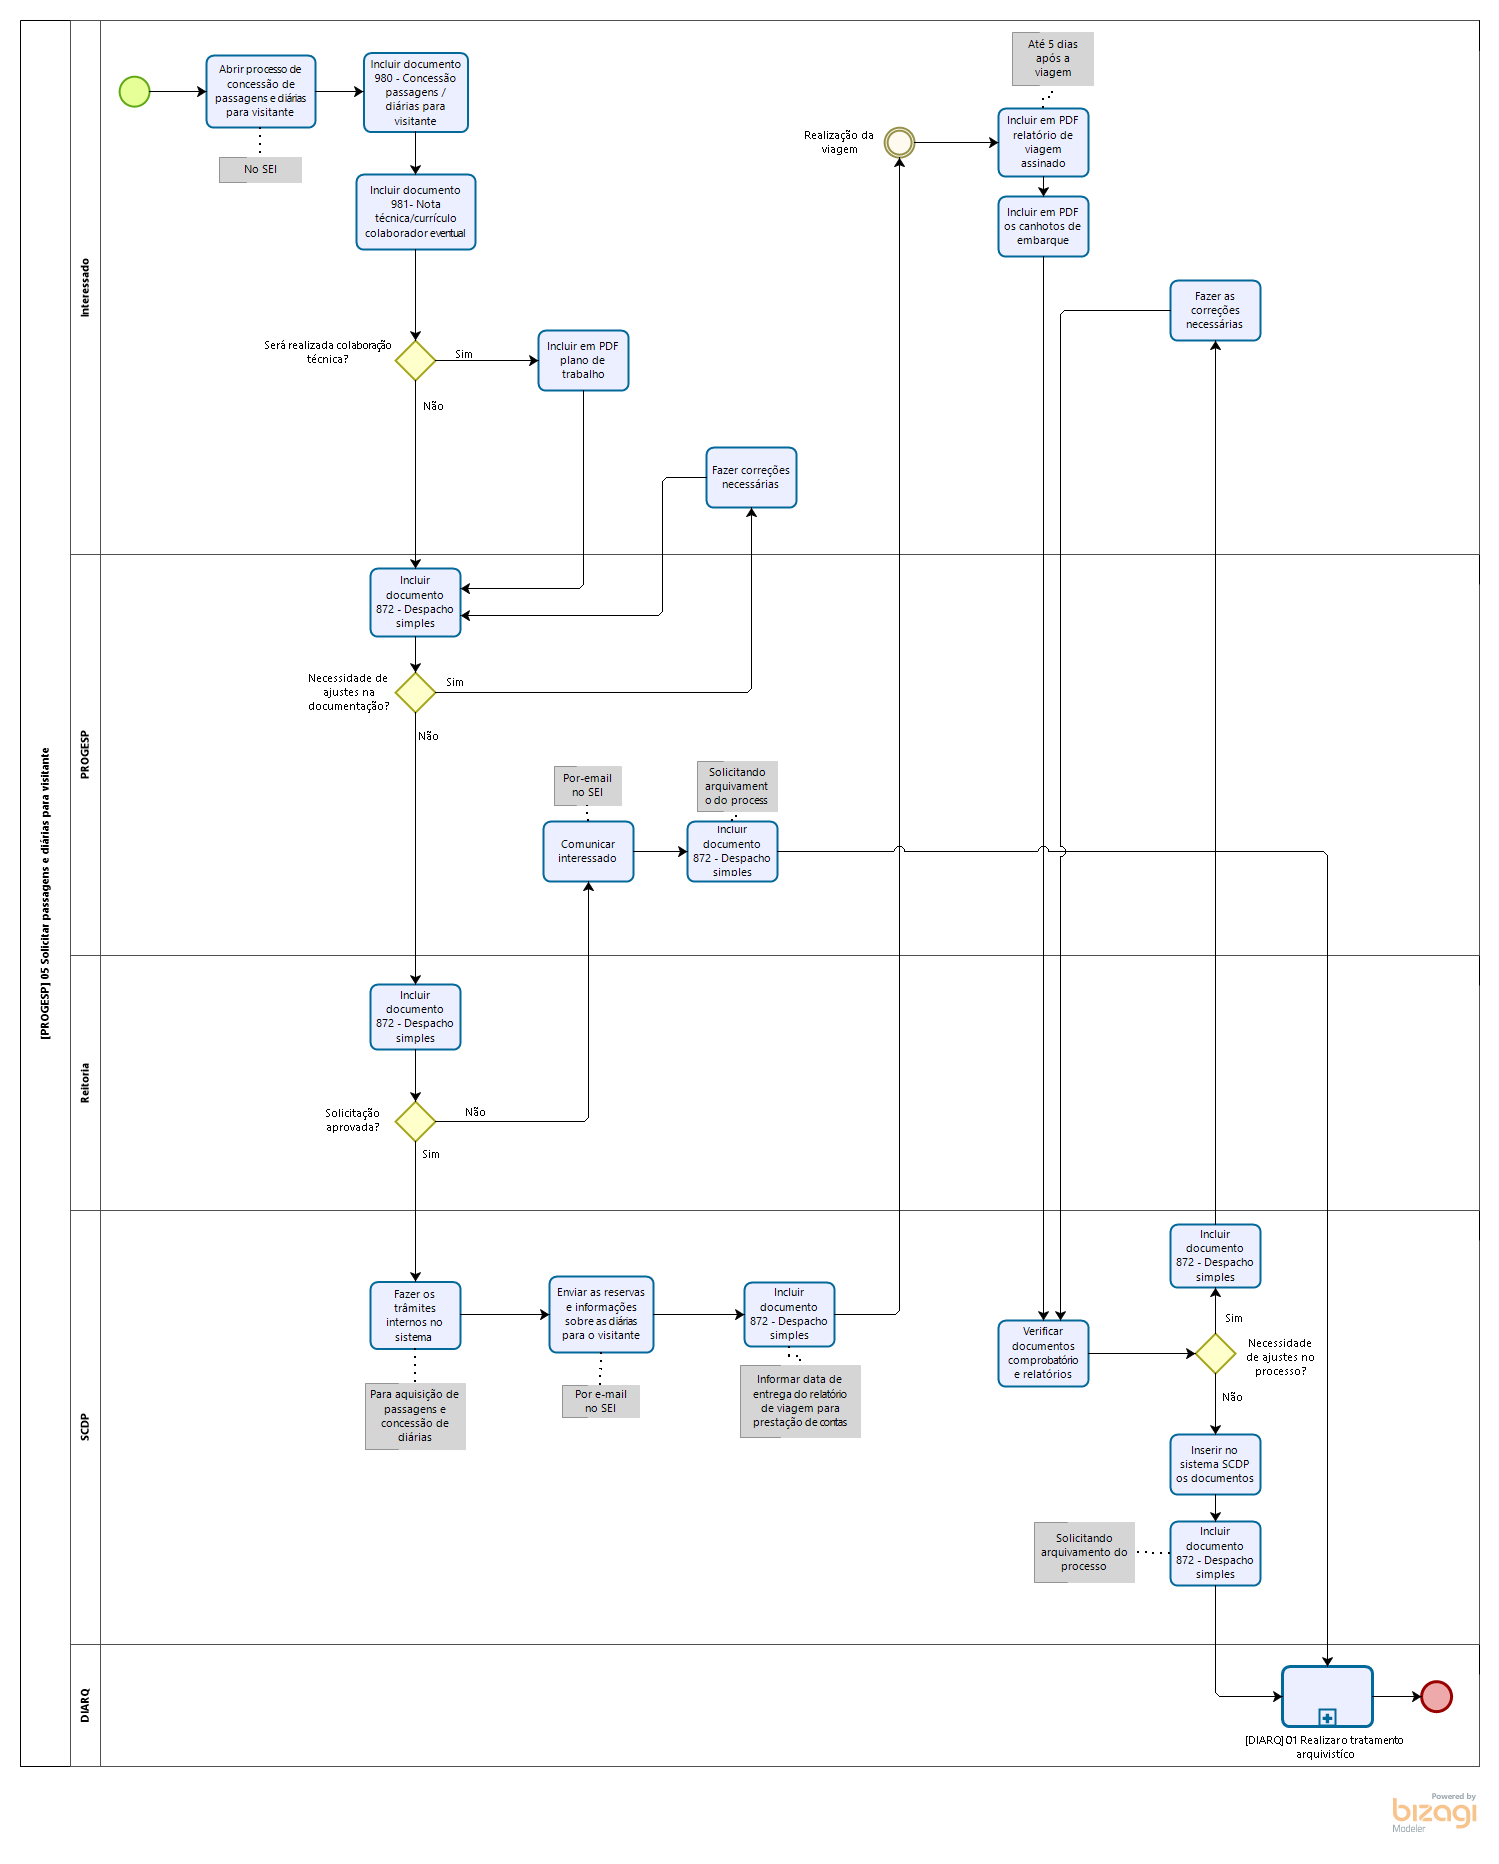 [PROGESP] 05 Solicitar passagens e diárias para visitante
Interessado
Abrir processo de
concessão de
passagens e diárias
para visitante
No SEI
Incluir documento
980 - Concessão
passagens /
diárias para
visitante
Incluir documento
981- Nota
técnica/currículo
colaborador eventual
Será realizada colaboração
técnica?
Sim
Não
Incluir em PDF
plano de
trabalho
Fazer correções
necessárias
Realização da
viagem
Até 5 dias
após a
viagem
Incluir em PDF
relatório de
viagem
assinado
Incluir em PDF
os canhotos de
embarque
Fazer as
correções
necessárias
PROGESP
Incluir
documento
872 - Despacho
simples
Necessidade de
ajustes na
documentação?
Sim
Não
Por-email
no SEI
Comunicar
interessado
Solicitando
arquivament
o do process
Incluir
documento
872 - Despacho
simples
Reitoria
Incluir
documento
872 - Despacho
simples
Solicitação
aprovada?
Não
Sim
SCDP
Fazer os
trâmites
internos no
sistema
Para aquisição de
passagens e
concessão de
diárias
Enviar as reservas
e informações
sobre as diárias
para o visitante
Por e-mail
no SEI
Incluir
documento
872 - Despacho
simples
Informar data de
entrega do relatório
de viagem para
prestação de contas
Verificar
documentos
comprobatório
e relatórios
Incluir
documento
872 - Despacho
simples
Sim
Necessidade
de ajustes no
processo?
Não
Inserir no
sistema SCDP
os documentos
Solicitando
arquivamento do
processo
Incluir
documento
872 - Despacho
simples
DIARQ
[DIARQ] 01 Realizar o tratamento
arquivistíco
Powered by
bizagi
Modeler